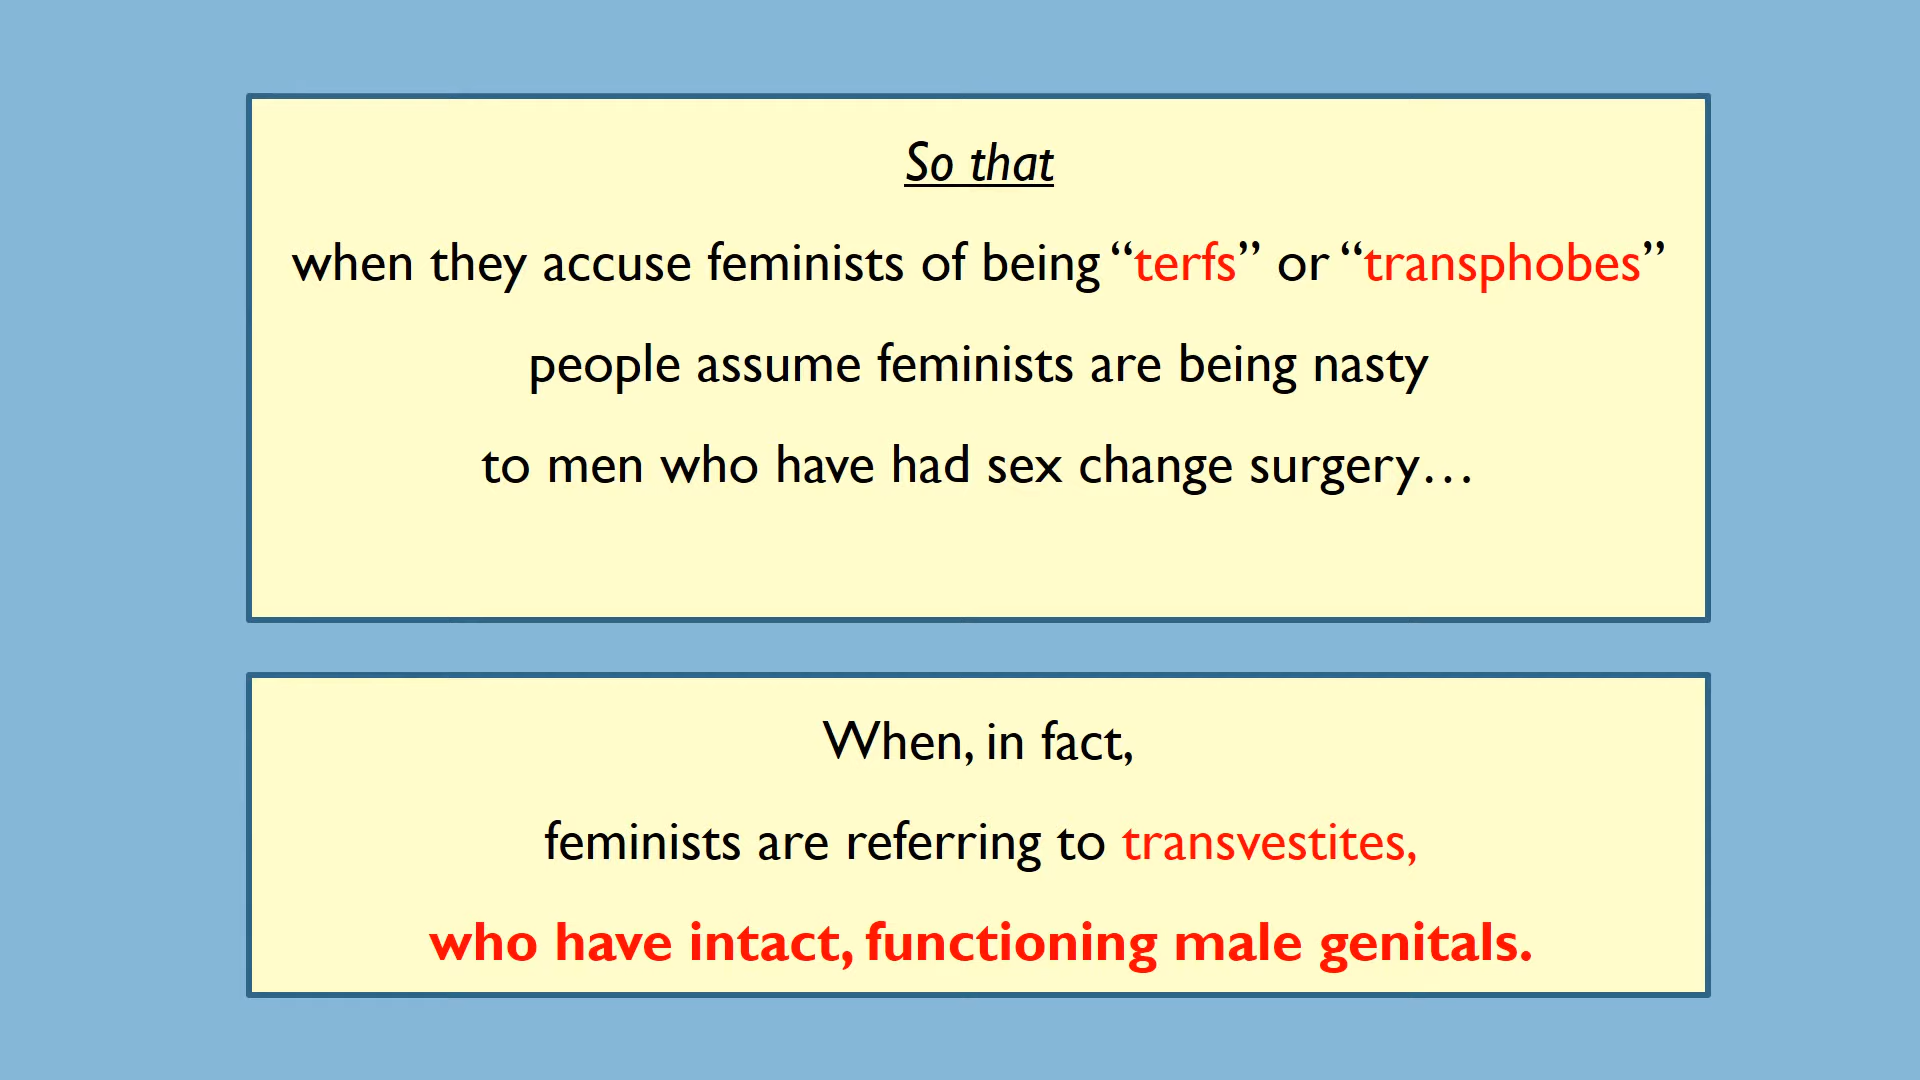 So that
when they accuse feminists of being “terfs” or “transphobes”
people assume feminists are being nasty
to men who have had sex change surgery…
When, in fact,
feminists are referring to transvestites,
who have intact, functioning male genitals.